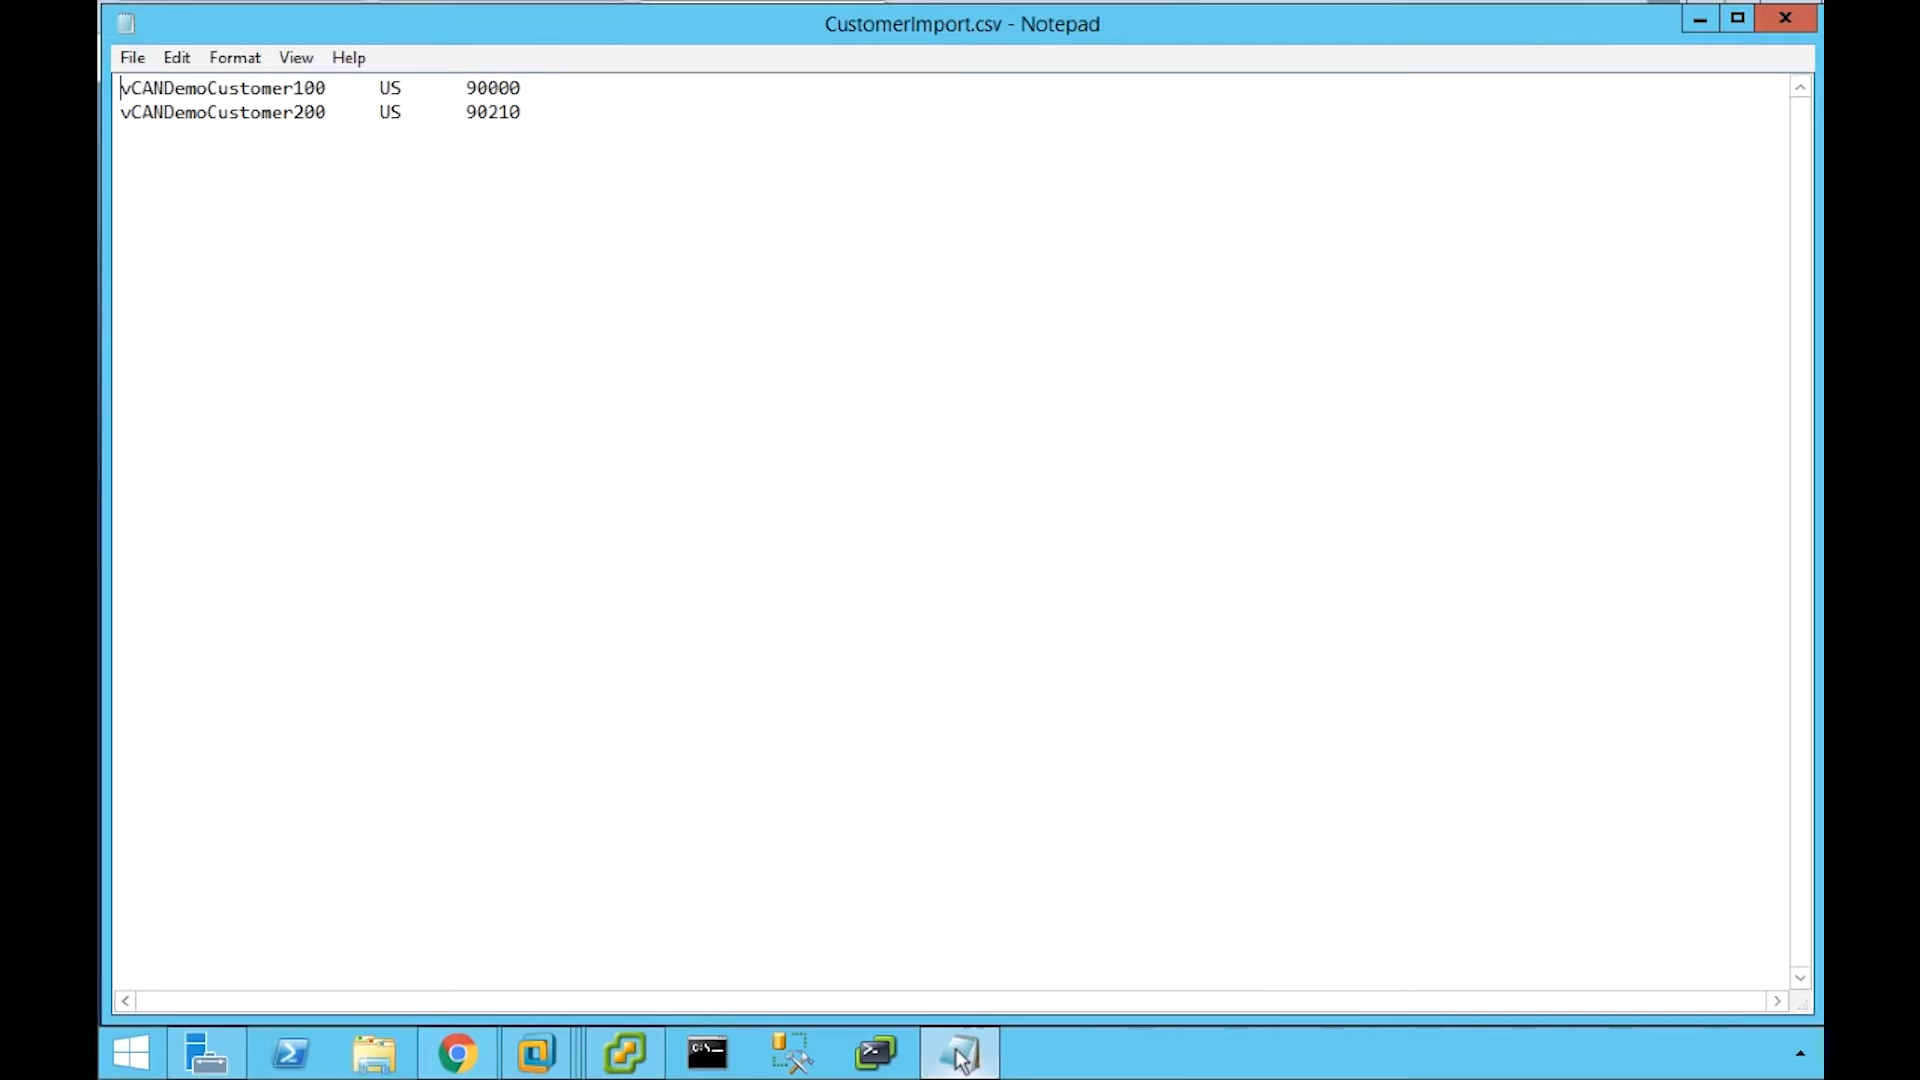 CustomerImport.csv - Notepad
File Edit Format View Help
vCANDemoCustomer100 US 90000
vCANDemoCustomer200 US 90210